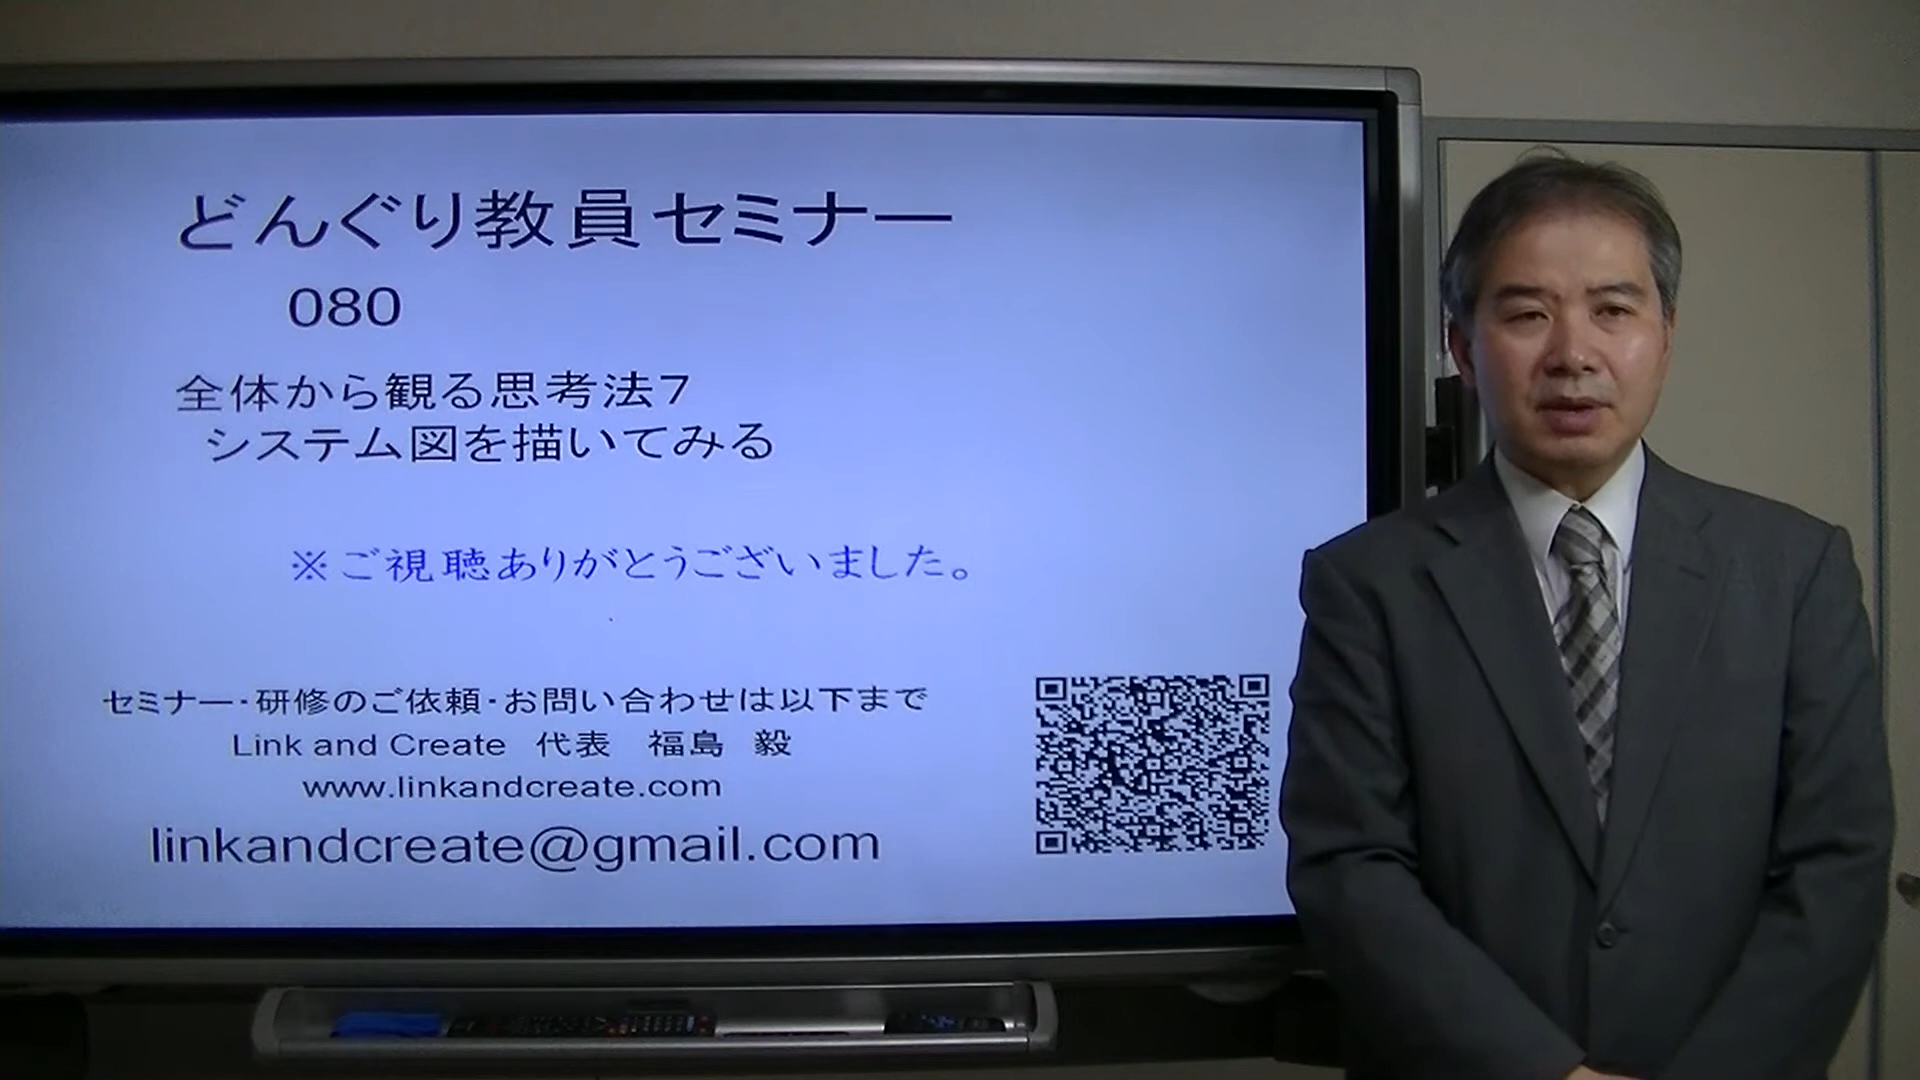 どんぐり教員セミナー
080
全体から観る思考法７
システム図を描いてみる
※ご視聴ありがとうございました。
セミナー・研修のご依頼・お問い合わせは以下まで
Link and Create　代表　福島　毅
www.linkandcreate.com
linkandcreate@gmail.com